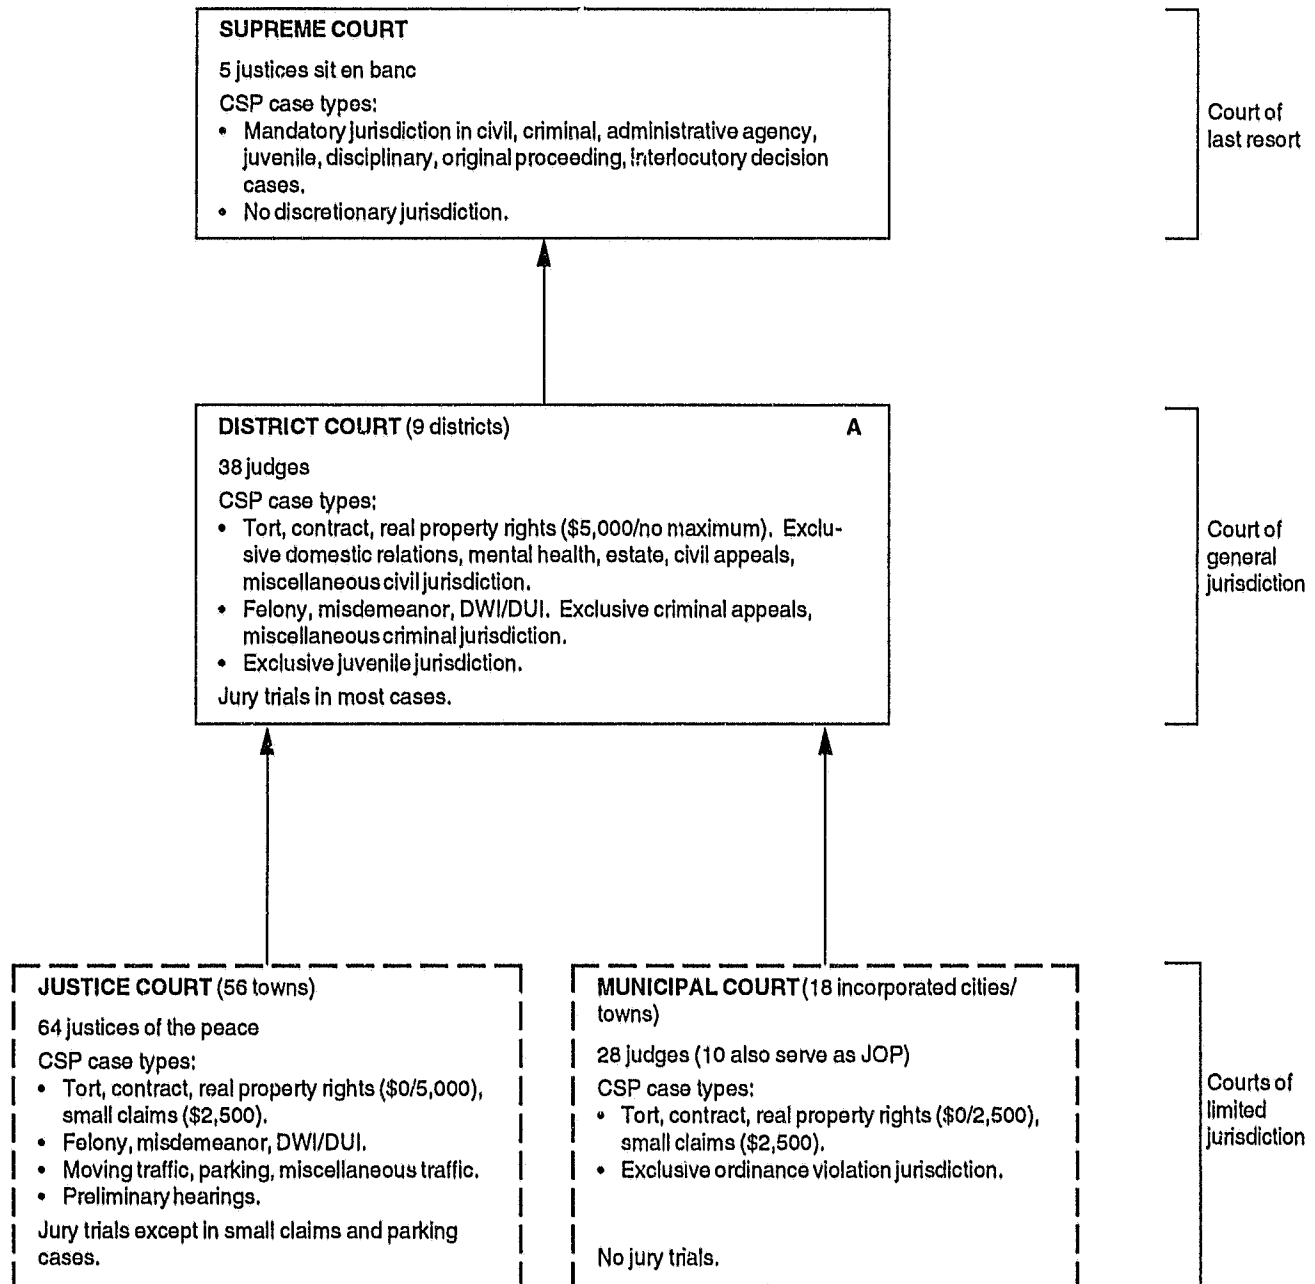 SUPREME COURT
5 justices sit en banc
CSP case types:
• Mandatory jurisdiction in civil, criminal, administrative agency,
juvenile, disciplinary, original proceeding, interlocutory decision
cases.
• No discretionary jurisdiction.
Court of
last resort
DISTRICT COURT (9 districts) A
38 judges
CSP case types:
• Tort, contract, real property rights ($5,000/no maximum). Exclu-
sive domestic relations, mental health, estate, civil appeals,
miscellaneous civil jurisdiction.
• Felony, misdemeanor, DWI/DUI. Exclusive criminal appeals,
miscellaneous criminal jurisdiction.
• Exclusive juvenile jurisdiction.
Jury trials in most cases.
Court of
general
jurisdiction
JUSTICE COURT (56 towns)
64 justices of the peace
CSP case types:
• Tort, contract, real property rights ($0/5,000),
small claims ($2,500).
• Felony, misdemeanor, DWI/DUI.
• Moving traffic, parking, miscellaneous traffic.
• Preliminary hearings.
Jury trials except in small claims and parking
cases.
MUNICIPAL COURT (18 incorporated cities/
towns)
28 judges (10 also serve as JOP)
CSP case types:
• Tort, contract, real property rights ($0/2,500),
small claims ($2,500).
• Exclusive ordinance violation jurisdiction.
No jury trials.
Courts of
limited
jurisdiction